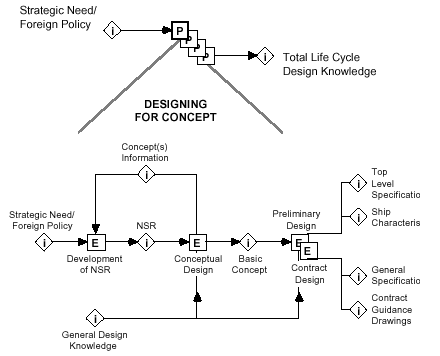 Strategic Need/
Foreign Policy
i
P
P
P
P
i
Total Life Cycle
Design Knowledge
DESIGNING
FOR CONCEPT
Concept(s)
Information
i
Strategic Need/
Foreign Policy
i
E
Development
of NSR
NSR
i
E
Conceptual
Design
i
Basic
Concept
Preliminary
Design
E
E
Contract
Design
i
Top
Level
Specificatio
i
Ship
Characteris
i
General
Specificatio
i
Contract
Guidance
Drawings
i
General Design
Knowledge